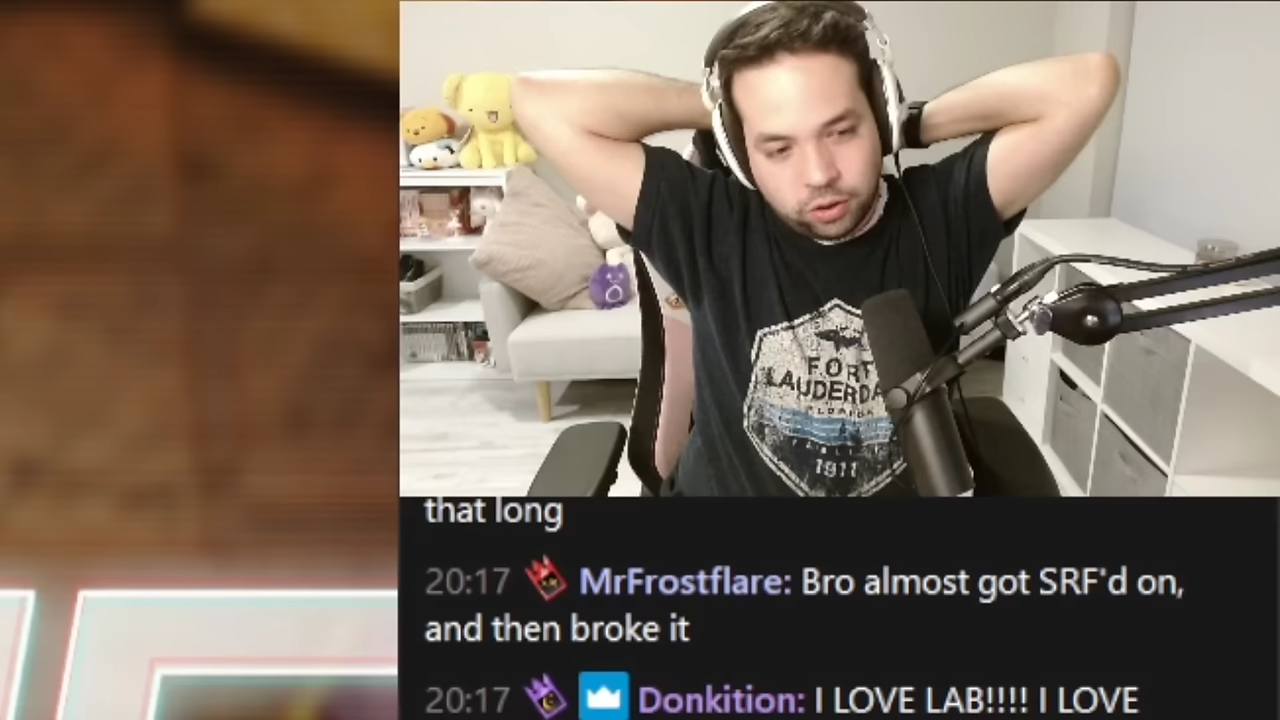 FORT
LAUDERDA
FLORIDA
1911
that long
20:17 MrFrostflare: Bro almost got SRF'd on,
and then broke it
20:17 Donkition: I LOVE LAB!!!! I LOVE